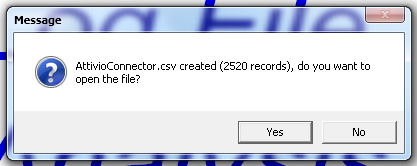 Message
AttivioConnector.csv created (2520 records), do you want to
open the file?
Yes No